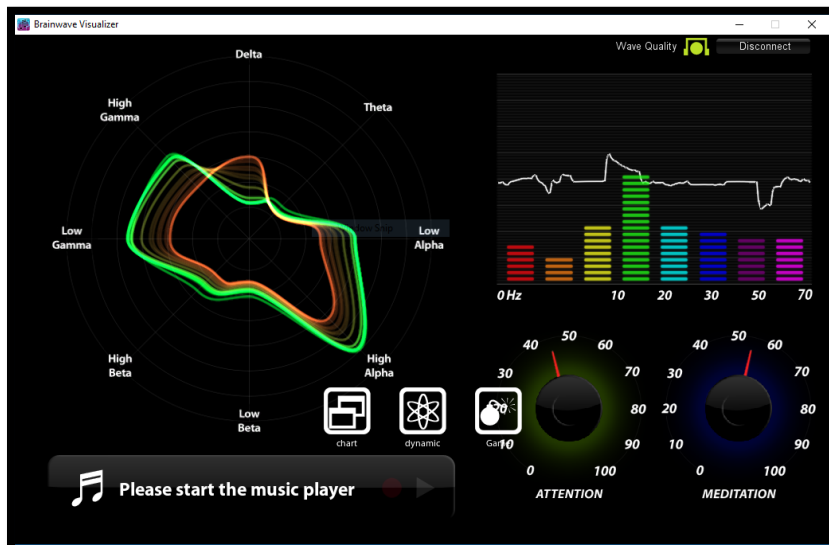 Brainwave Visualizer
Wave Quality
Disconnect
Delta
Theta
High
Gamma
Low
Gamma
Low
Alpha
High
Beta
High
Alpha
Low
Beta
Snip
0 Hz 10 20 30 50 70
chart
dynamic
Game
Please start the music player
0 10 20 30 40 50 60 70 80 90 100
ATTENTION
0 10 20 30 40 50 60 70 80 90 100
MEDITATION